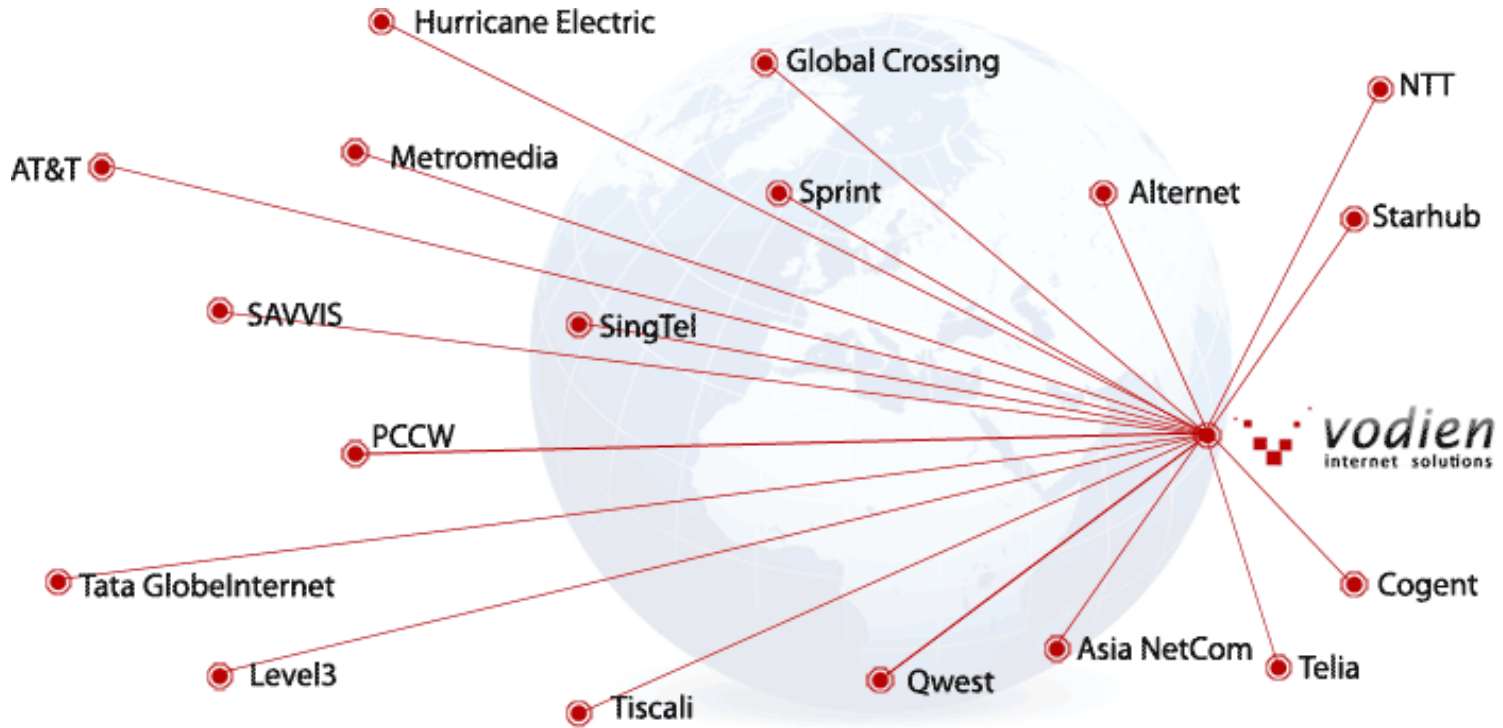 Hurricane Electric
Global Crossing
NTT
AT&T
Metromedia
Sprint
Alternet
Starhub
SAVVIS
SingTel
PCCW
vodien
internet solutions
Tata GlobeInternet
Cogent
Level3
Asia NetCom
Telia
Qwest
Tiscali